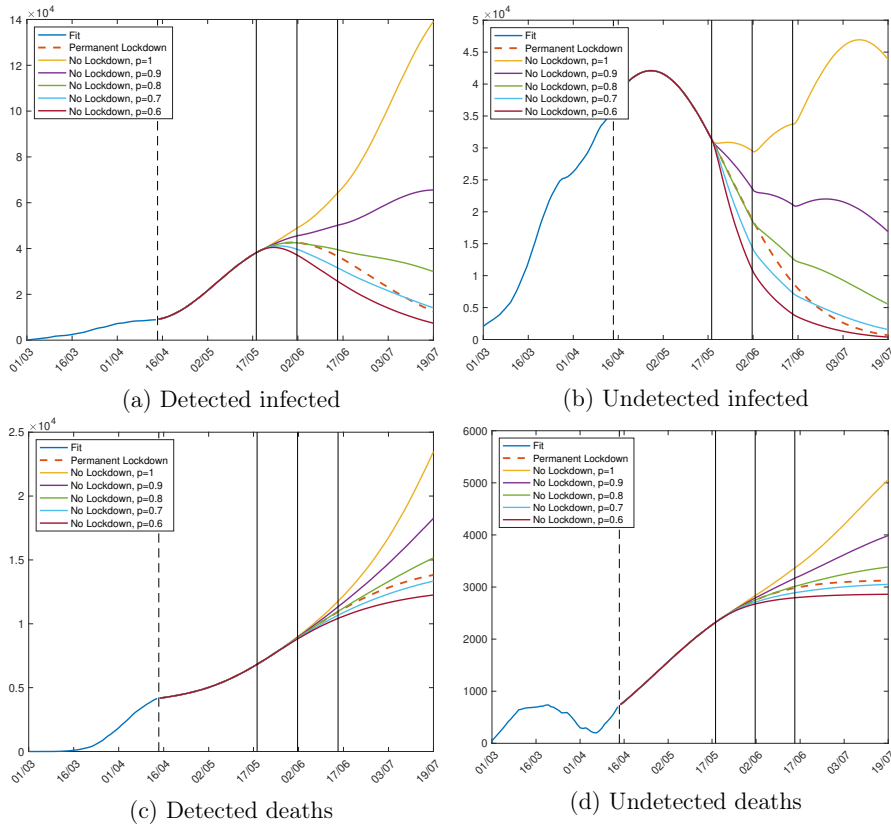 ×10⁴
14
12
10
8
6
4
2
0
Fit
Permanent Lockdown
No Lockdown, p=1
No Lockdown, p=0.9
No Lockdown, p=0.8
No Lockdown, p=0.7
No Lockdown, p=0.6
01/03 16/03 01/04 16/04 02/05 17/05 02/06 17/06 03/07 19/07
(a) Detected infected
×10⁴
5
4.5
4
3.5
3
2.5
2
1.5
1
0.5
0
Fit
Permanent Lockdown
No Lockdown, p=1
No Lockdown, p=0.9
No Lockdown, p=0.8
No Lockdown, p=0.7
No Lockdown, p=0.6
01/03 16/03 01/04 16/04 02/05 17/05 02/06 17/06 03/07 19/07
(b) Undetected infected
×10⁴
2.5
2
1.5
1
0.5
0
Fit
Permanent Lockdown
No Lockdown, p=1
No Lockdown, p=0.9
No Lockdown, p=0.8
No Lockdown, p=0.7
No Lockdown, p=0.6
01/03 16/03 01/04 16/04 02/05 17/05 02/06 17/06 03/07 19/07
(c) Detected deaths
6000
5000
4000
3000
2000
1000
0
Fit
Permanent Lockdown
No Lockdown, p=1
No Lockdown, p=0.9
No Lockdown, p=0.8
No Lockdown, p=0.7
No Lockdown, p=0.6
01/03 16/03 01/04 16/04 02/05 17/05 02/06 17/06 03/07 19/07
(d) Undetected deaths